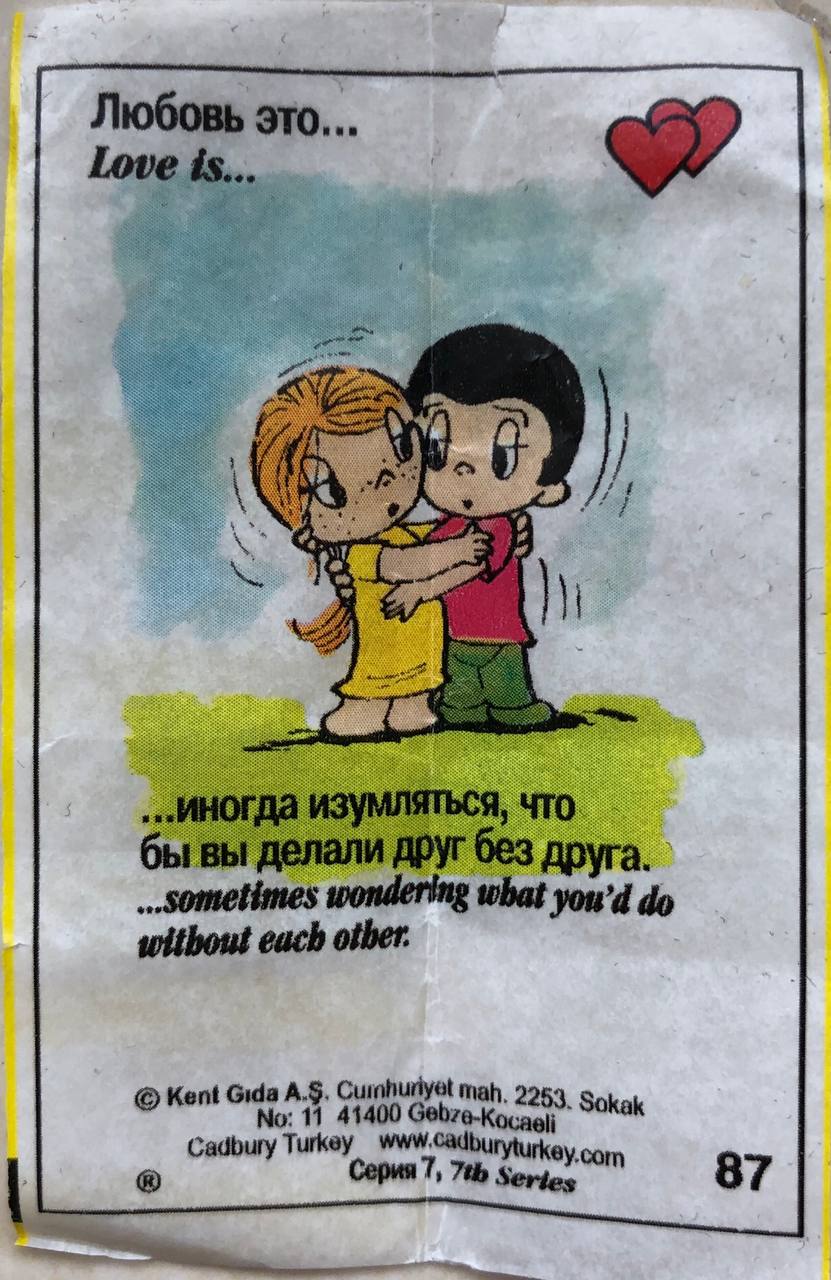 Любовь это...
Love is...
...иногда изумляться, что
бы вы делали друг без друга.
...sometimes wondering what you'd do
without each other.
© Kent Gıda A.Ş. Cumhuriyet mah. 2253. Sokak
No: 11 41400 Gebze-Kocaeli
Cadbury Turkey www.cadburyturkey.com
Серия 7, 7th Series
® 87